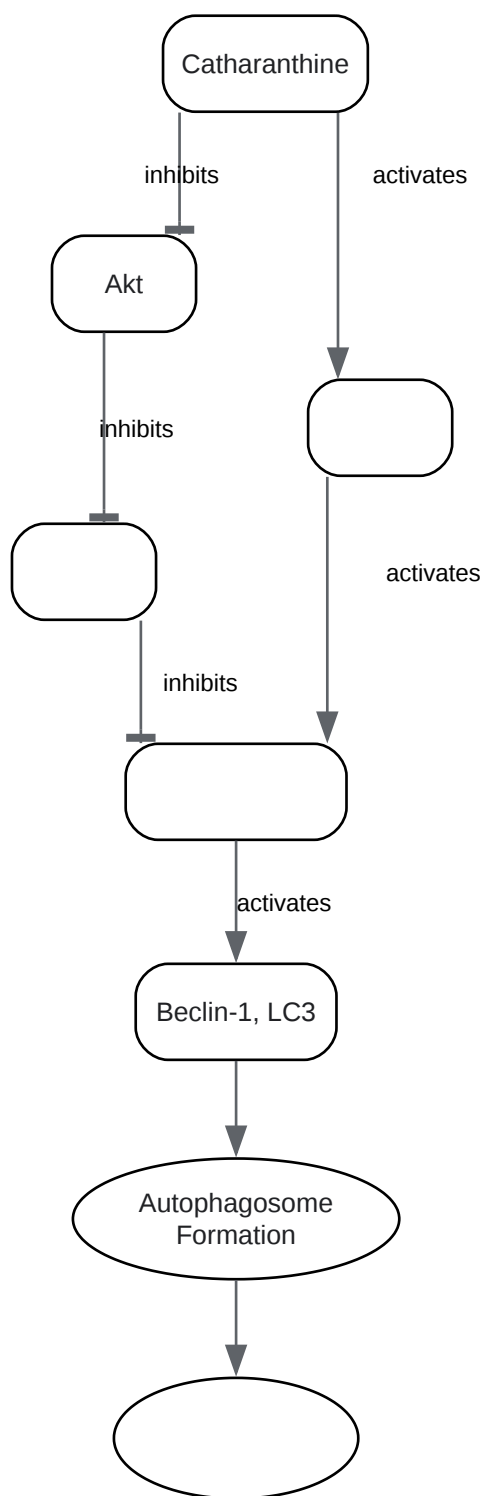 Catharanthine
inhibits
activates
Akt
inhibits
activates
inhibits
activates
Beclin-1, LC3
Autophagosome
Formation